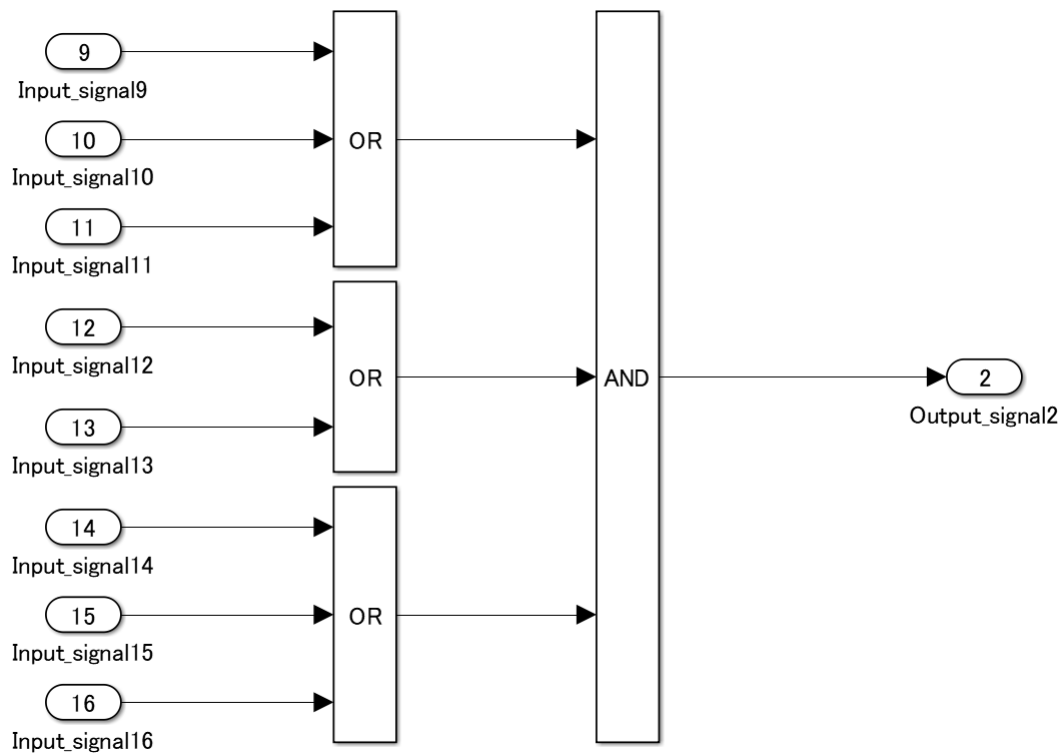 9
Input_signal9
10
Input_signal10
11
Input_signal11
OR
12
Input_signal12
13
Input_signal13
OR
14
Input_signal14
15
Input_signal15
16
Input_signal16
OR
AND
2
Output_signal2